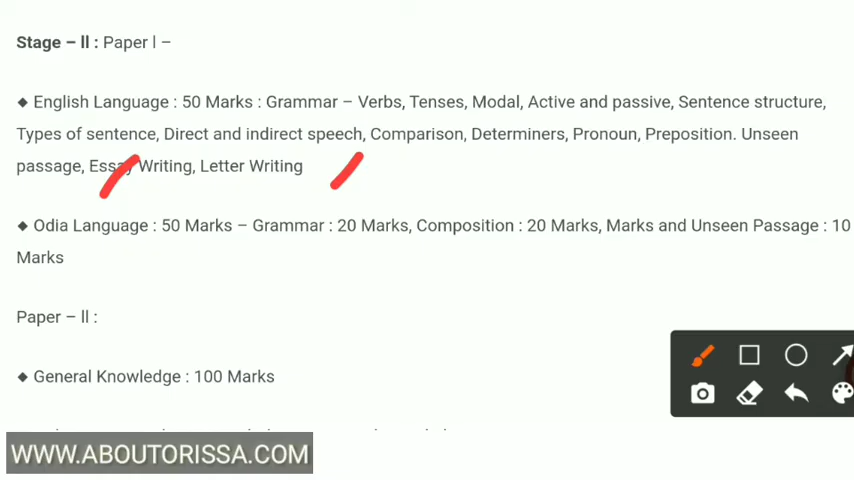 Stage – ll : Paper l –
◆ English Language : 50 Marks : Grammar – Verbs, Tenses, Modal, Active and passive, Sentence structure,
Types of sentence, Direct and indirect speech, Comparison, Determiners, Pronoun, Preposition. Unseen
passage, Essay Writing, Letter Writing
◆ Odia Language : 50 Marks – Grammar : 20 Marks, Composition : 20 Marks, Marks and Unseen Passage : 10
Marks
Paper – ll :
◆ General Knowledge : 100 Marks
WWW.ABOUTORISSA.COM